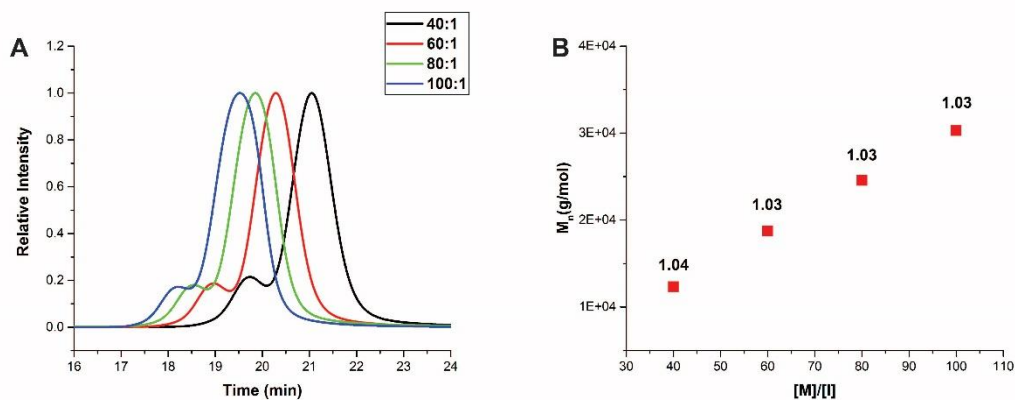 A
40:1
60:1
80:1
100:1
1.2
1.0
0.8
0.6
0.4
0.2
0.0
Relative Intensity
16 17 18 19 20 21 22 23 24
Time (min)
B
4E+04
3E+04
2E+04
1E+04
Mn(g/mol)
1.04
1.03
1.03
1.03
30 40 50 60 70 80 90 100 110
[M]/[I]